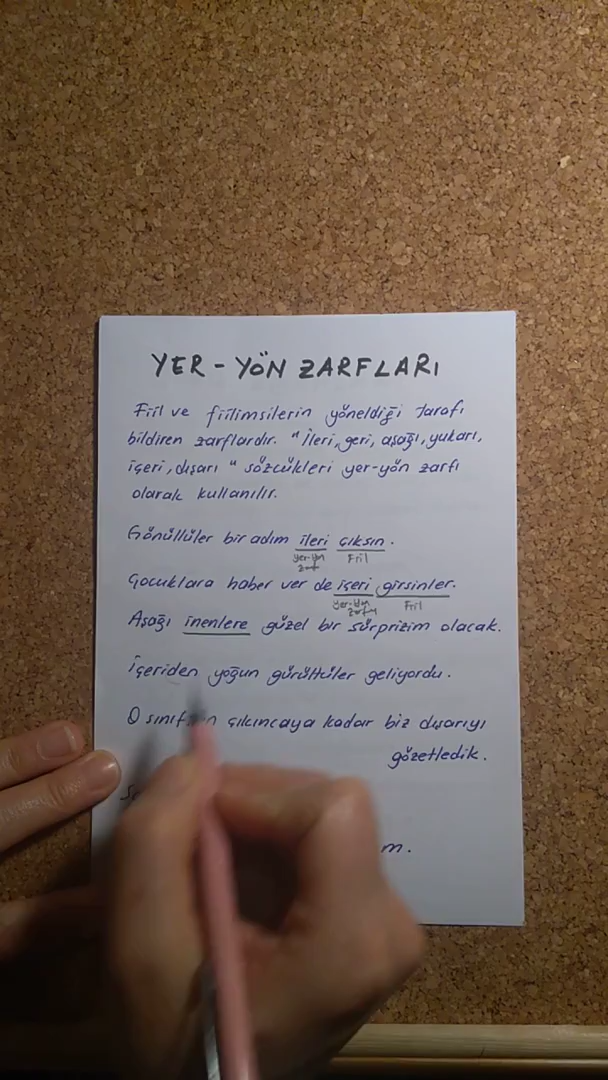 YER-YÖN ZARFLARI
Fiil ve fiilimsilerin yöneldiği tarafı
bildiren zarflardır. "İleri, geri, aşağı, yukarı,
içeri, dışarı" sözcükleri yer-yön zarfı
olarak kullanılır.
Gönüllüler bir adım ileri çıksın.
yer-yön Fiil
zarfı
Çocuklara haber ver de içeri girsinler.
yer-yön Fiil
zarfı
Aşağı inenlere güzel bir sürprizim olacak.
İçeriden yoğun gürültüler geliyordu.
O çıkıncaya kadar biz dışarıyı
gözetledik.